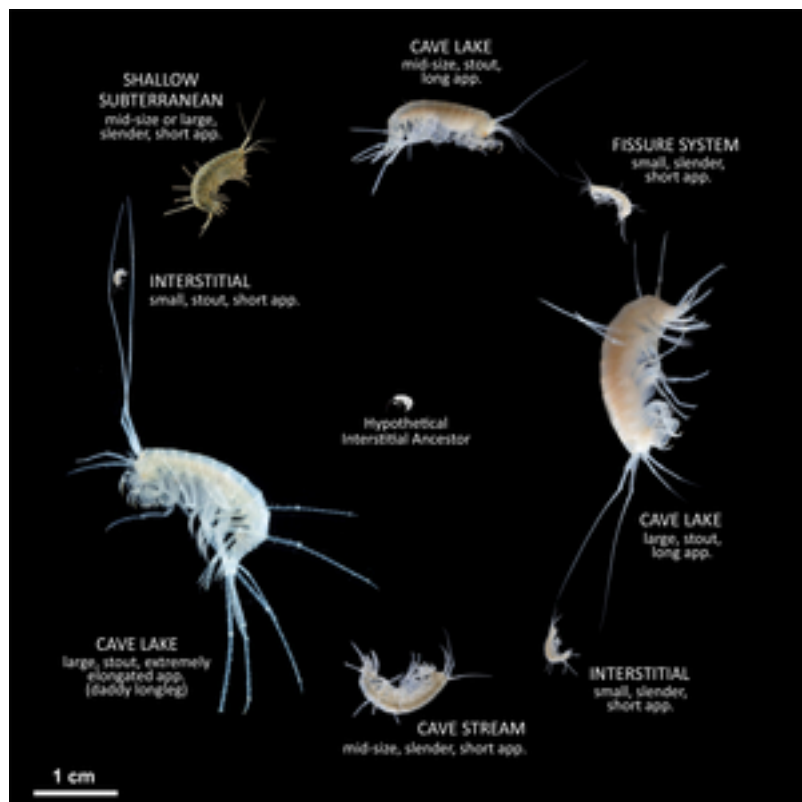 CAVE LAKE
mid-size, stout,
long app.
SHALLOW
SUBTERRANEAN
mid-size or large,
slender, short app.
FISSURE SYSTEM
small, slender,
short app.
INTERSTITIAL
small, stout, short app.
Hypothetical
Interstitial Ancestor
CAVE LAKE
large, stout,
long app.
CAVE LAKE
large, stout, extremely
elongated app.
(daddy longleg)
INTERSTITIAL
small, slender,
short app.
CAVE STREAM
mid-size, slender, short app.
1 cm